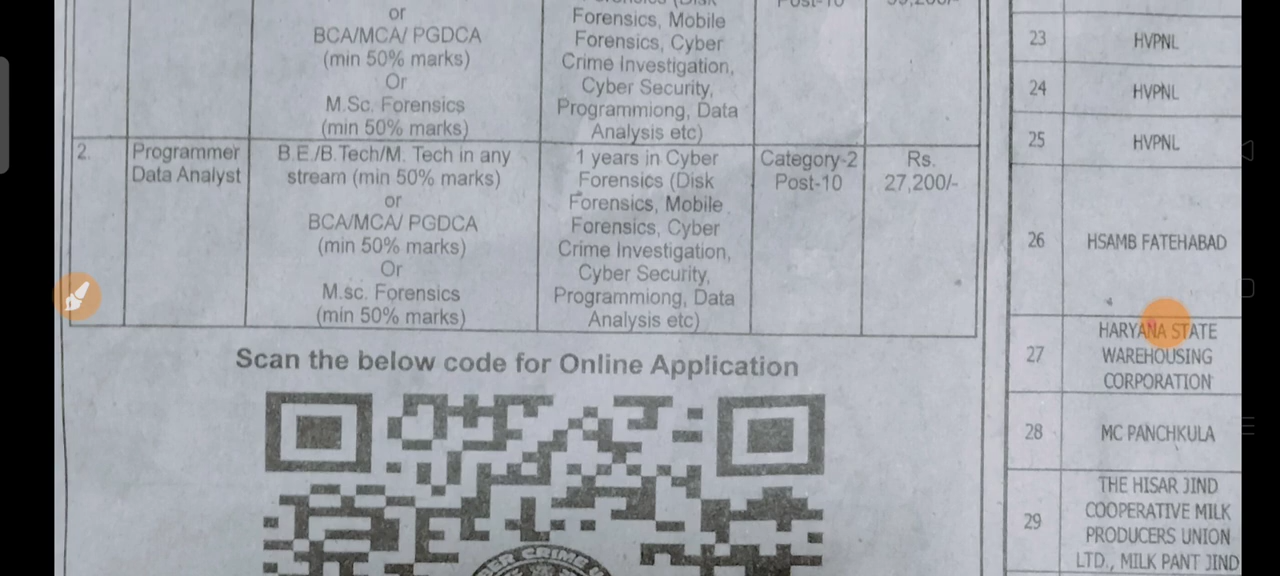 or
BCA/MCA/ PGDCA
(min 50% marks)
Or
M.Sc. Forensics
(min 50% marks)
Forensics, Mobile
Forensics, Cyber
Crime Investigation,
Cyber Security,
Programmiong, Data
Analysis etc)
Post-10
2.
Programmer
Data Analyst
B.E./B.Tech/M. Tech in any
stream (min 50% marks)
or
BCA/MCA/ PGDCA
(min 50% marks)
Or
M.sc. Forensics
(min 50% marks)
1 years in Cyber
Forensics (Disk
Forensics, Mobile
Forensics, Cyber
Crime Investigation,
Cyber Security,
Programmiong, Data
Analysis etc)
Category-2
Post-10
Rs.
27,200/-
Scan the below code for Online Application
CYBER CRIME
23 HVPNL
24 HVPNL
25 HVPNL
26 HSAMB FATEHABAD
27 HARYANA STATE
WAREHOUSING
CORPORATION
28 MC PANCHKULA
29 THE HISAR JIND
COOPERATIVE MILK
PRODUCERS UNION
LTD., MILK PANT JIND